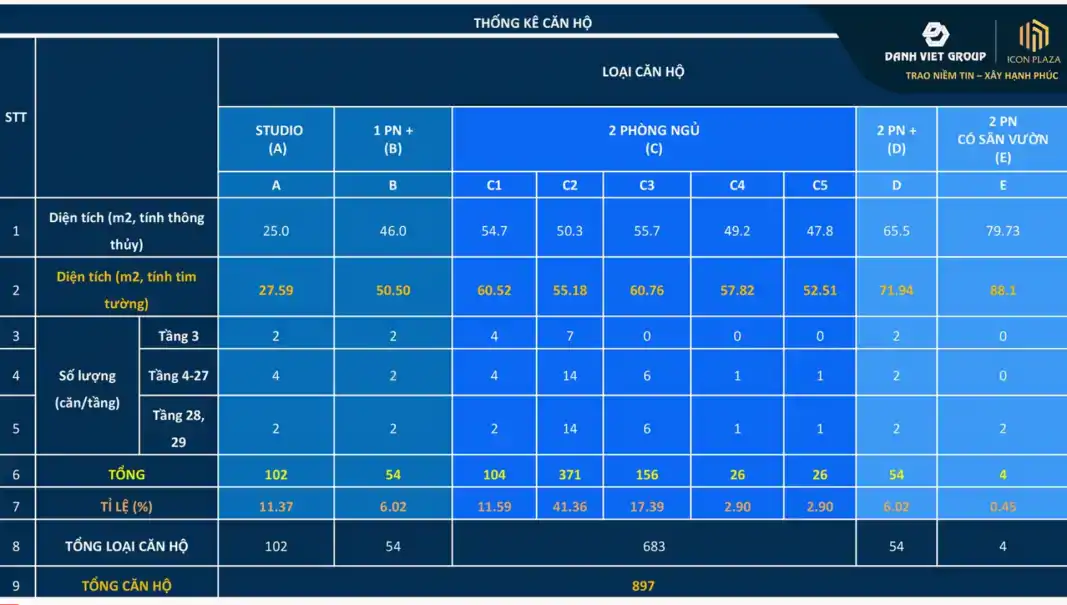 THỐNG KÊ CĂN HỘ
DANH VIET GROUP
ICON PLAZA
TRAO NIỀM TIN – XÂY HẠNH PHÚC
STT
LOẠI CĂN HỘ
STUDIO
(A)
1 PN +
(B)
2 PHÒNG NGỦ
(C)
2 PN +
(D)
2 PN
CÓ SĂN VƯỜN
(E)
A B C1 C2 C3 C4 C5 D E
1 Diện tích (m2, tính thông
thủy)
25.0 46.0 54.7 50.3 55.7 49.2 47.8 65.5 79.73
2 Diện tích (m2, tính tim
tường)
27.59 50.50 60.52 55.18 60.76 57.82 52.51 71.94 88.1
Số lượng
(căn/tầng)
3 Tầng 3 2 2 4 7 0 0 0 2 0
4 Tầng 4-27 4 2 4 14 6 1 1 2 0
5 Tầng 28,
29
2 2 2 14 6 1 1 2 2
6 TỔNG 102 54 104 371 156 26 26 54 4
7 TỈ LỆ (%) 11.37 6.02 11.59 41.36 17.39 2.90 2.90 6.02 0.45
8 TỔNG LOẠI CĂN HỘ 102 54 683 54 4
9 TỔNG CĂN HỘ 897